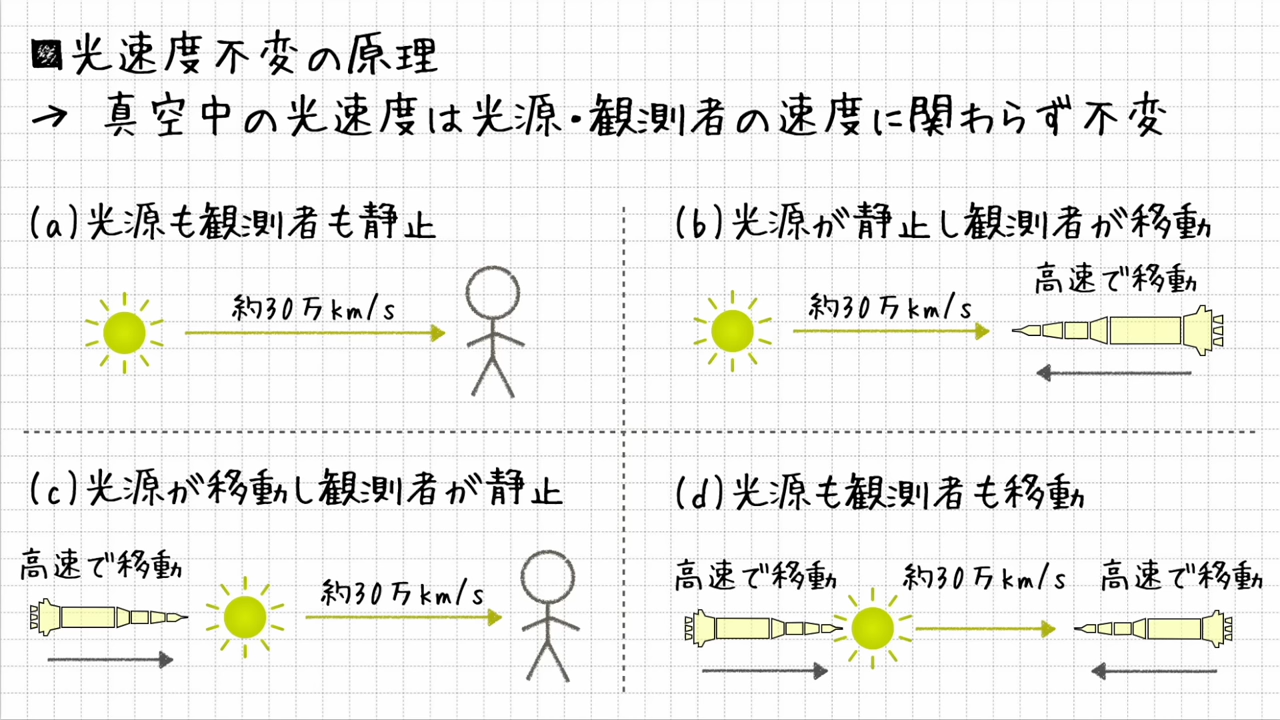 ■光速度不変の原理
→ 真空中の光速度は光源・観測者の速度に関わらず不変
(a)光源も観測者も静止
約30万km/s
(b)光源が静止し観測者が移動
高速で移動
約30万km/s
(c)光源が移動し観測者が静止
高速で移動
約30万km/s
(d)光源も観測者も移動
高速で移動
約30万km/s
高速で移動